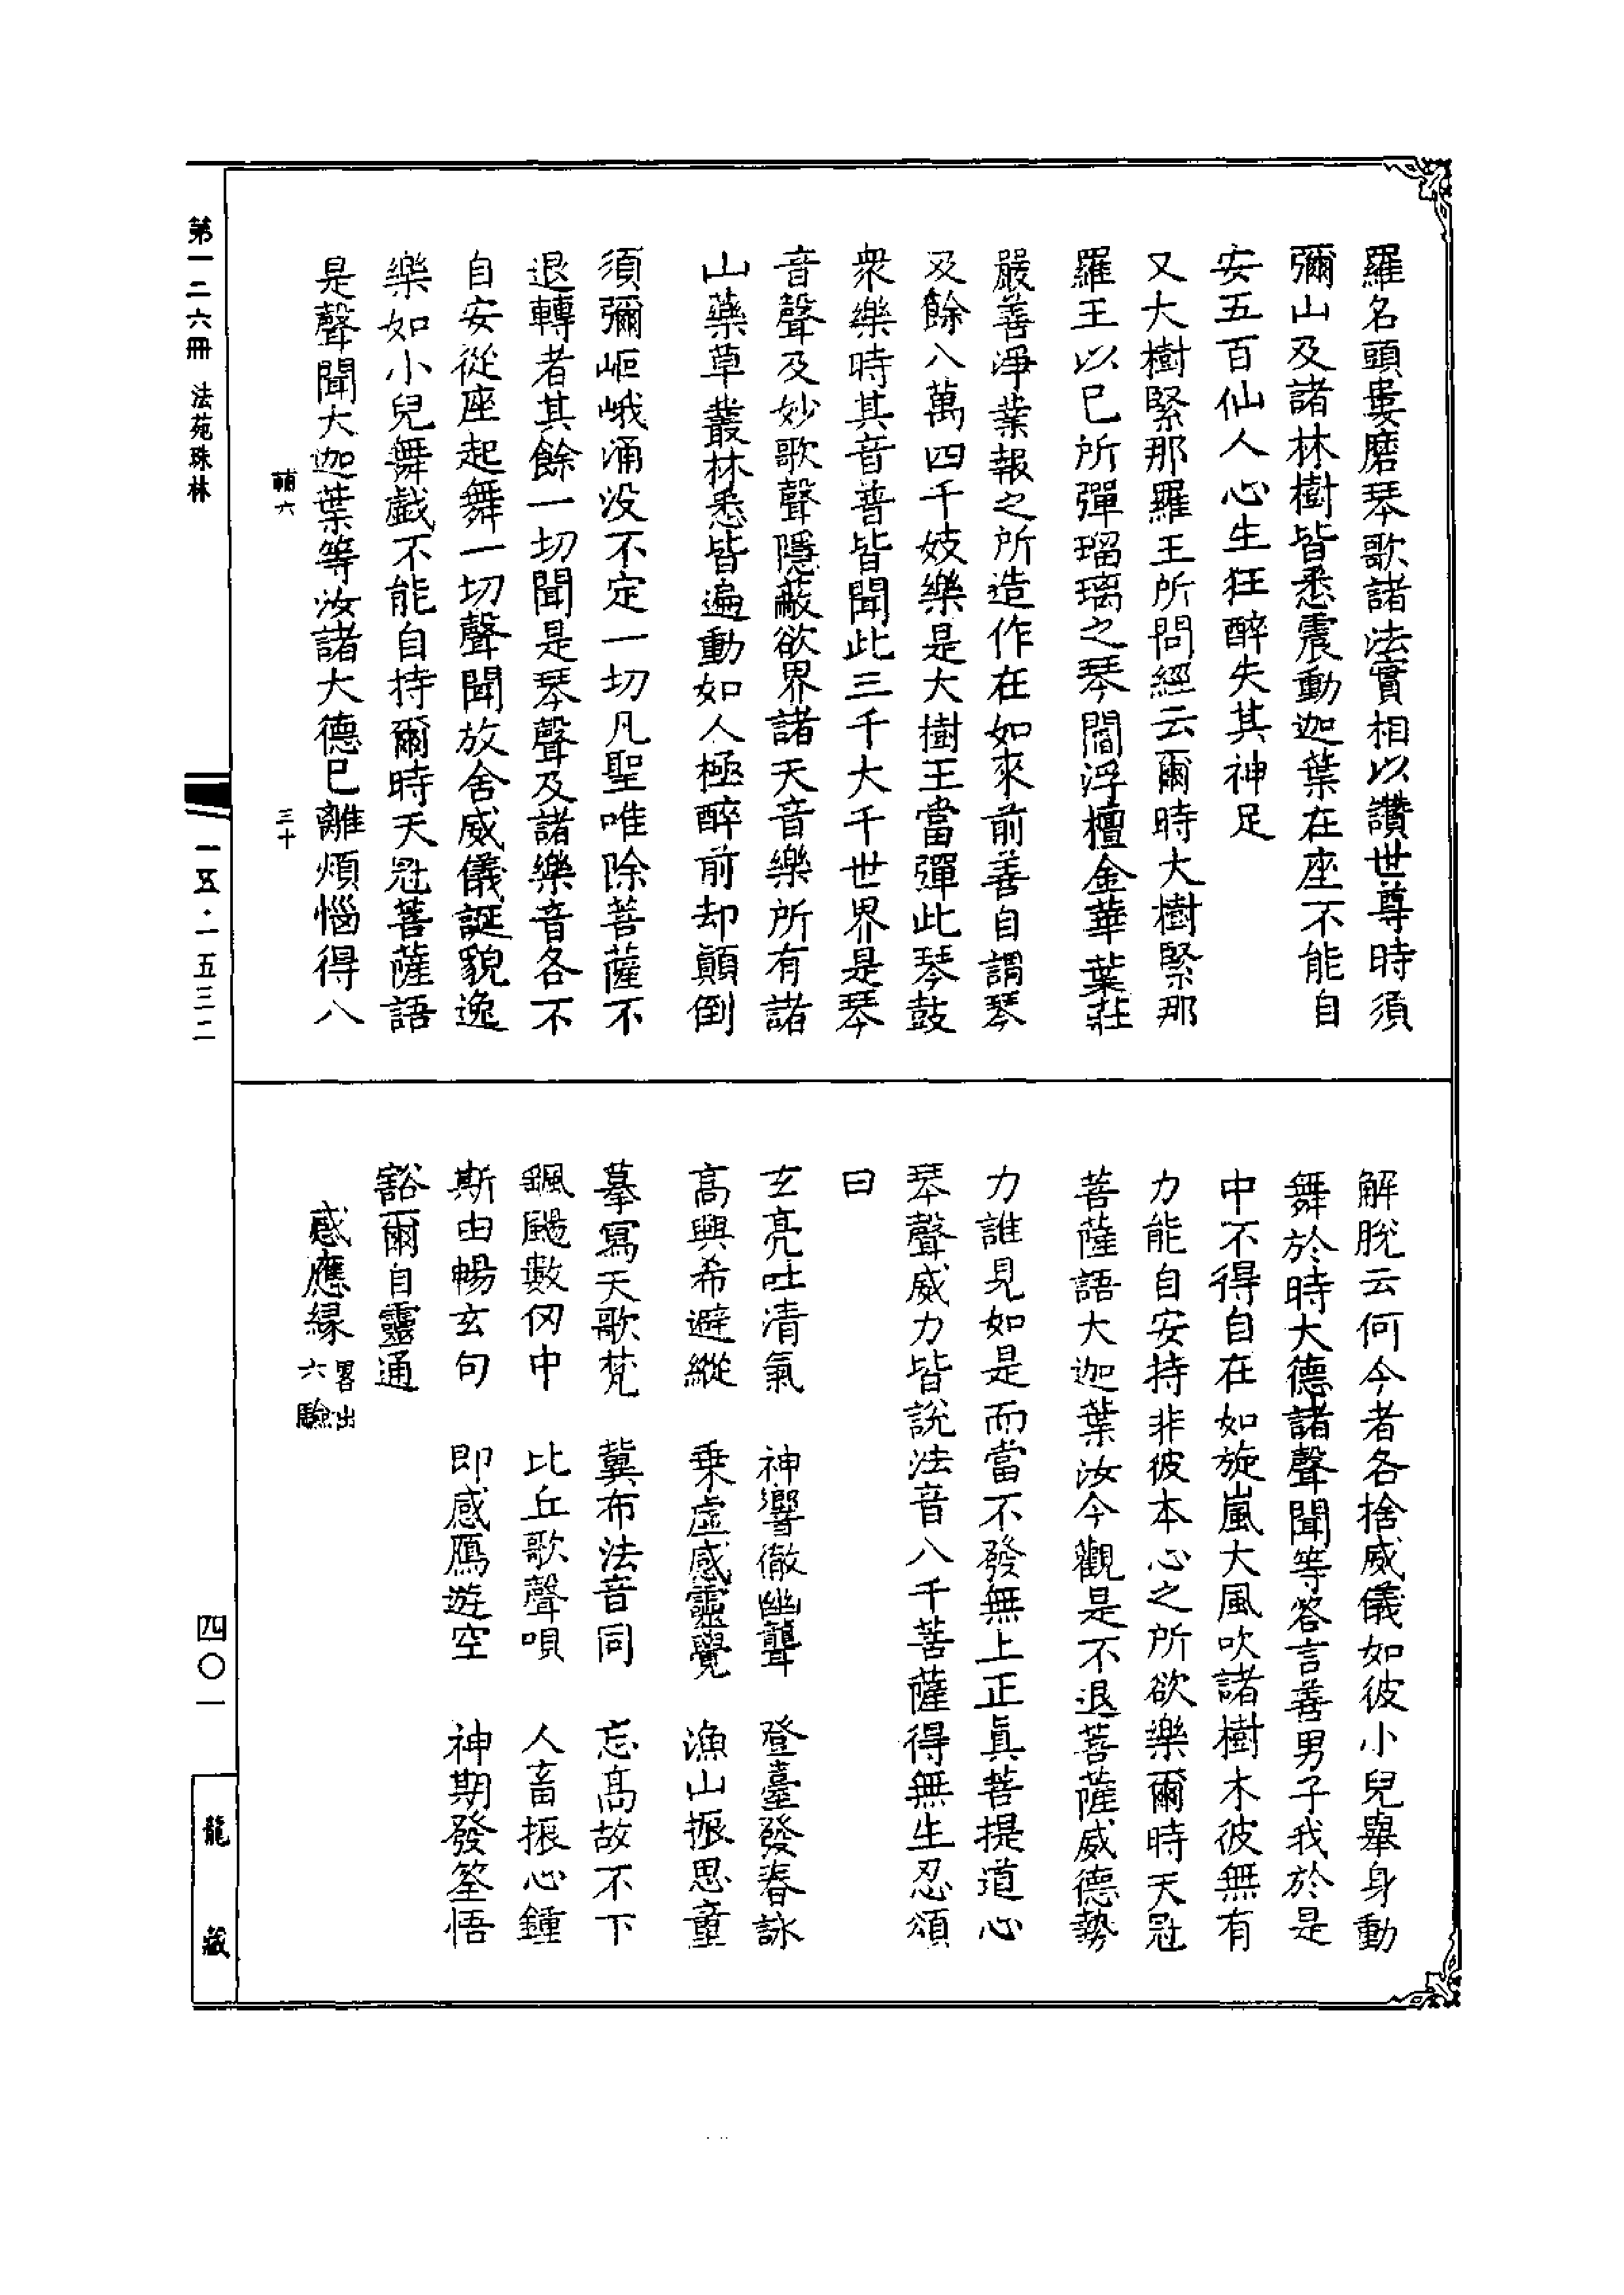 羅名頭婁磨琴歌諸法實相以讚世尊時須
彌山及諸林樹皆悉震動迦葉在座不能自
安五百仙人心生狂醉失其神足
又大樹緊那羅王所問經云爾時大樹緊那
羅王以巳所彈瑠璃之琴閻浮檀金華葉莊
嚴善淨業報之所造作在如來前善自調琴
及餘八萬四千妓樂是大樹王當彈此琴鼓
衆樂時其音普皆聞此三千大千世界是琴
音聲及妙歌聲隱蔽欲界諸天音樂所有諸
山藥草叢林悉皆遍動如人極醉前却顛倒
須彌岠峨涌没不定一切凡聖唯除菩薩不
退轉者其餘一切聞是琴聲及諸樂音各不
自安從座起舞一切聲聞放舍威儀誕貌逸
樂如小兒舞戲不能自持爾時天冠菩薩語
是聲聞大迦葉等汝諸大德巳離煩惱得八
輔六
三十
解脫云何今者各捨威儀如彼小兒舉身動
舞於時大德諸聲聞等答言善男子我於是
中不得自在如旋嵐大風吹諸樹木彼無有
力能自安持非彼本心之所欲樂爾時天冠
菩薩語大迦葉汝今觀是不退菩薩威德勢
力誰見如是而當不發無上正眞菩提道心
琴聲威力皆說法音八千菩薩得無生忍頌
曰
玄亮吐清氣 神響徹幽聾 登臺發春詠
高興希避縱 乗虛感靈覺 漁山振思童
摹寫天歌梵 冀布法音同 忘高故不下
飄颺數仞中 比丘歌聲唄 人畜振心鍾
斯由暢玄句 即感鴈遊空 神期發筌悟
豁爾自靈通
感應緣 畧出六驗
第一二六冊 法苑珠林
一五·一五三二
四〇一
龍藏